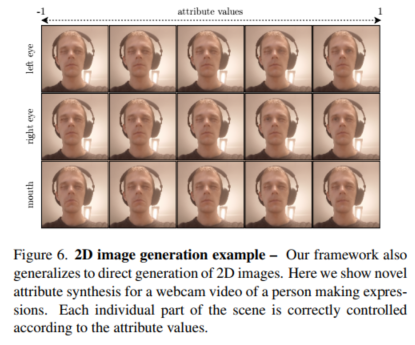 -1 attribute values 1
left eye
right eye
mouth
Figure 6. 2D image generation example – Our framework also
generalizes to direct generation of 2D images. Here we show novel
attribute synthesis for a webcam video of a person making expres-
sions. Each individual part of the scene is correctly controlled
according to the attribute values.